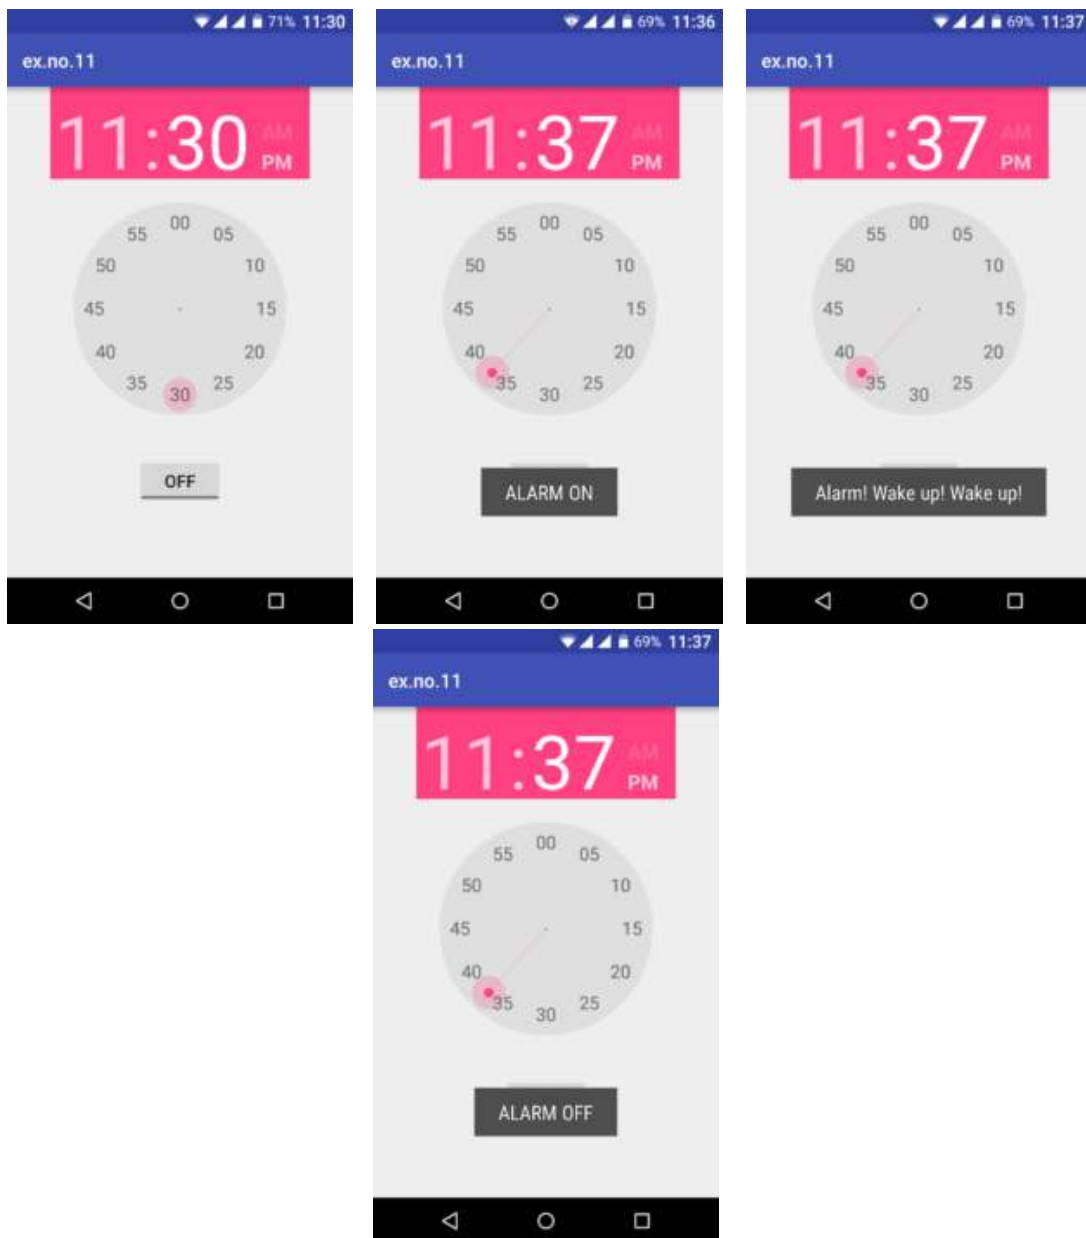 71% 11:30
ex.no.11
11:30 AM
PM
00
55 05
50 10
45 15
40 20
35 25
30
OFF
69% 11:36
ex.no.11
11:37 AM
PM
00
55 05
50 10
45 15
40 20
35 25
30
ALARM ON
69% 11:37
ex.no.11
11:37 AM
PM
00
55 05
50 10
45 15
40 20
35 25
30
Alarm! Wake up! Wake up!
69% 11:37
ex.no.11
11:37 AM
PM
00
55 05
50 10
45 15
40 20
35 25
30
ALARM OFF